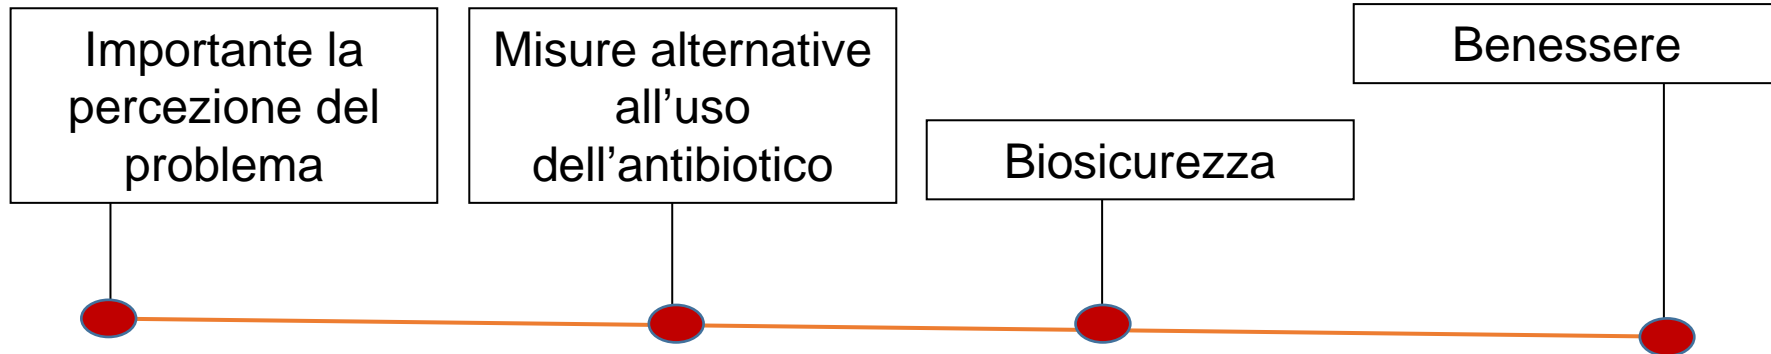 Importante la
percezione del
problema
Misure alternative
all’uso
dell’antibiotico
Biosicurezza
Benessere